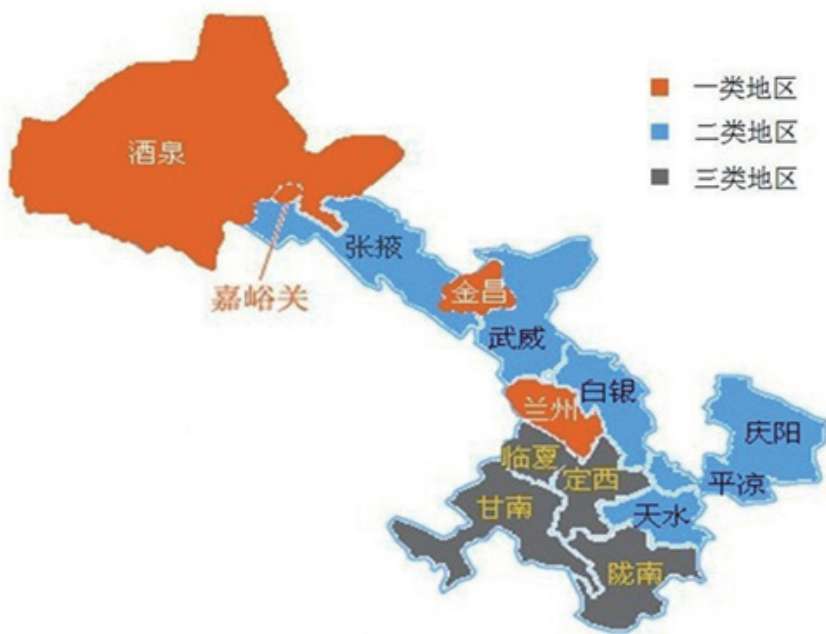 一类地区
二类地区
三类地区
酒泉
嘉峪关
张掖
金昌
武威
兰州
白银
庆阳
平凉
临夏
定西
甘南
天水
陇南